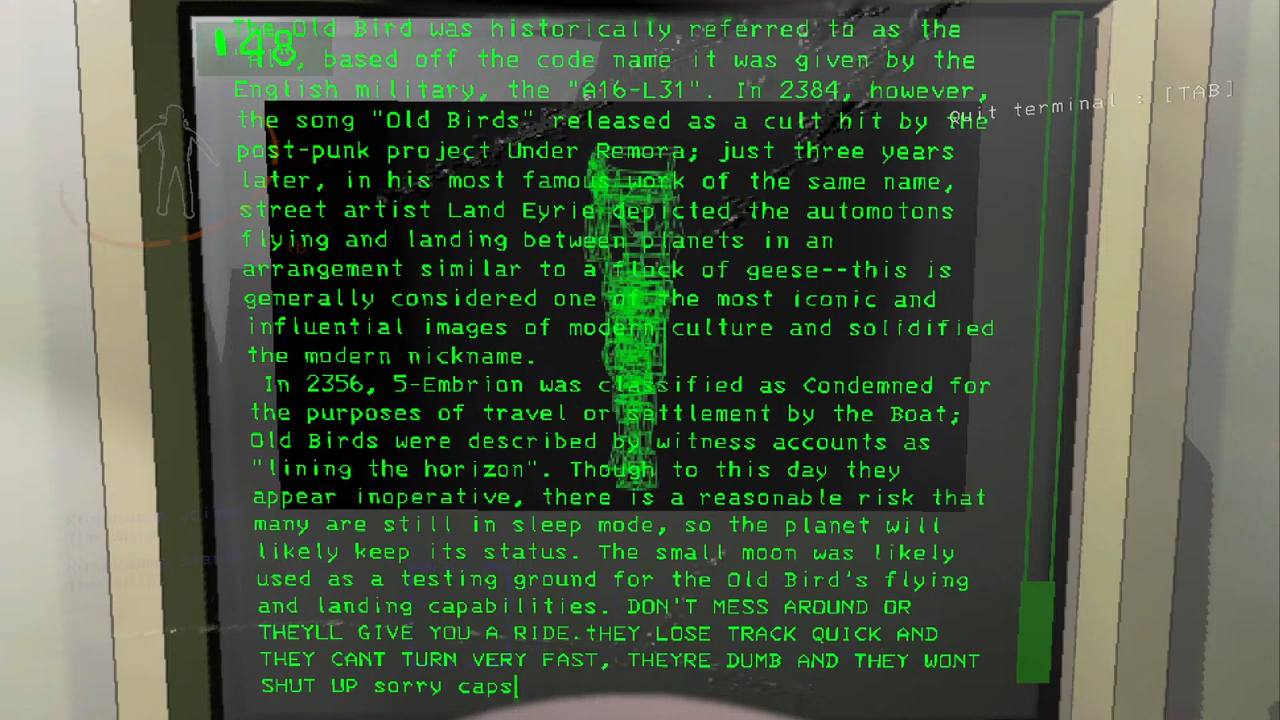 The Old Bird was historically referred to as the
148
based off the code name it was given by the
English military, the "A16-L31". In 2384, however,
Quit terminal : [TAB]
the song "Old Birds" released as a cult hit by the
post-punk project Under Remora; just three years
later, in his most famous work of the same name,
street artist Land Eyrie depicted the automotons
flying and landing between planets in an
arrangement similar to a flock of geese--this is
generally considered one of the most iconic and
influential images of modern culture and solidified
the modern nickname.
In 2356, 5-Embrion was classified as Condemned for
the purposes of travel or settlement by the Boat;
Old Birds were described by witness accounts as
"lining the horizon". Though to this day they
appear inoperative, there is a reasonable risk that
many are still in sleep mode, so the planet will
likely keep its status. The small moon was likely
used as a testing ground for the Old Bird's flying
and landing capabilities. DON'T MESS AROUND OR
THEYLL GIVE YOU A RIDE.tHEY LOSE TRACK QUICK AND
THEY CANT TURN VERY FAST, THEYRE DUMB AND THEY WONT
SHUT UP sorry caps